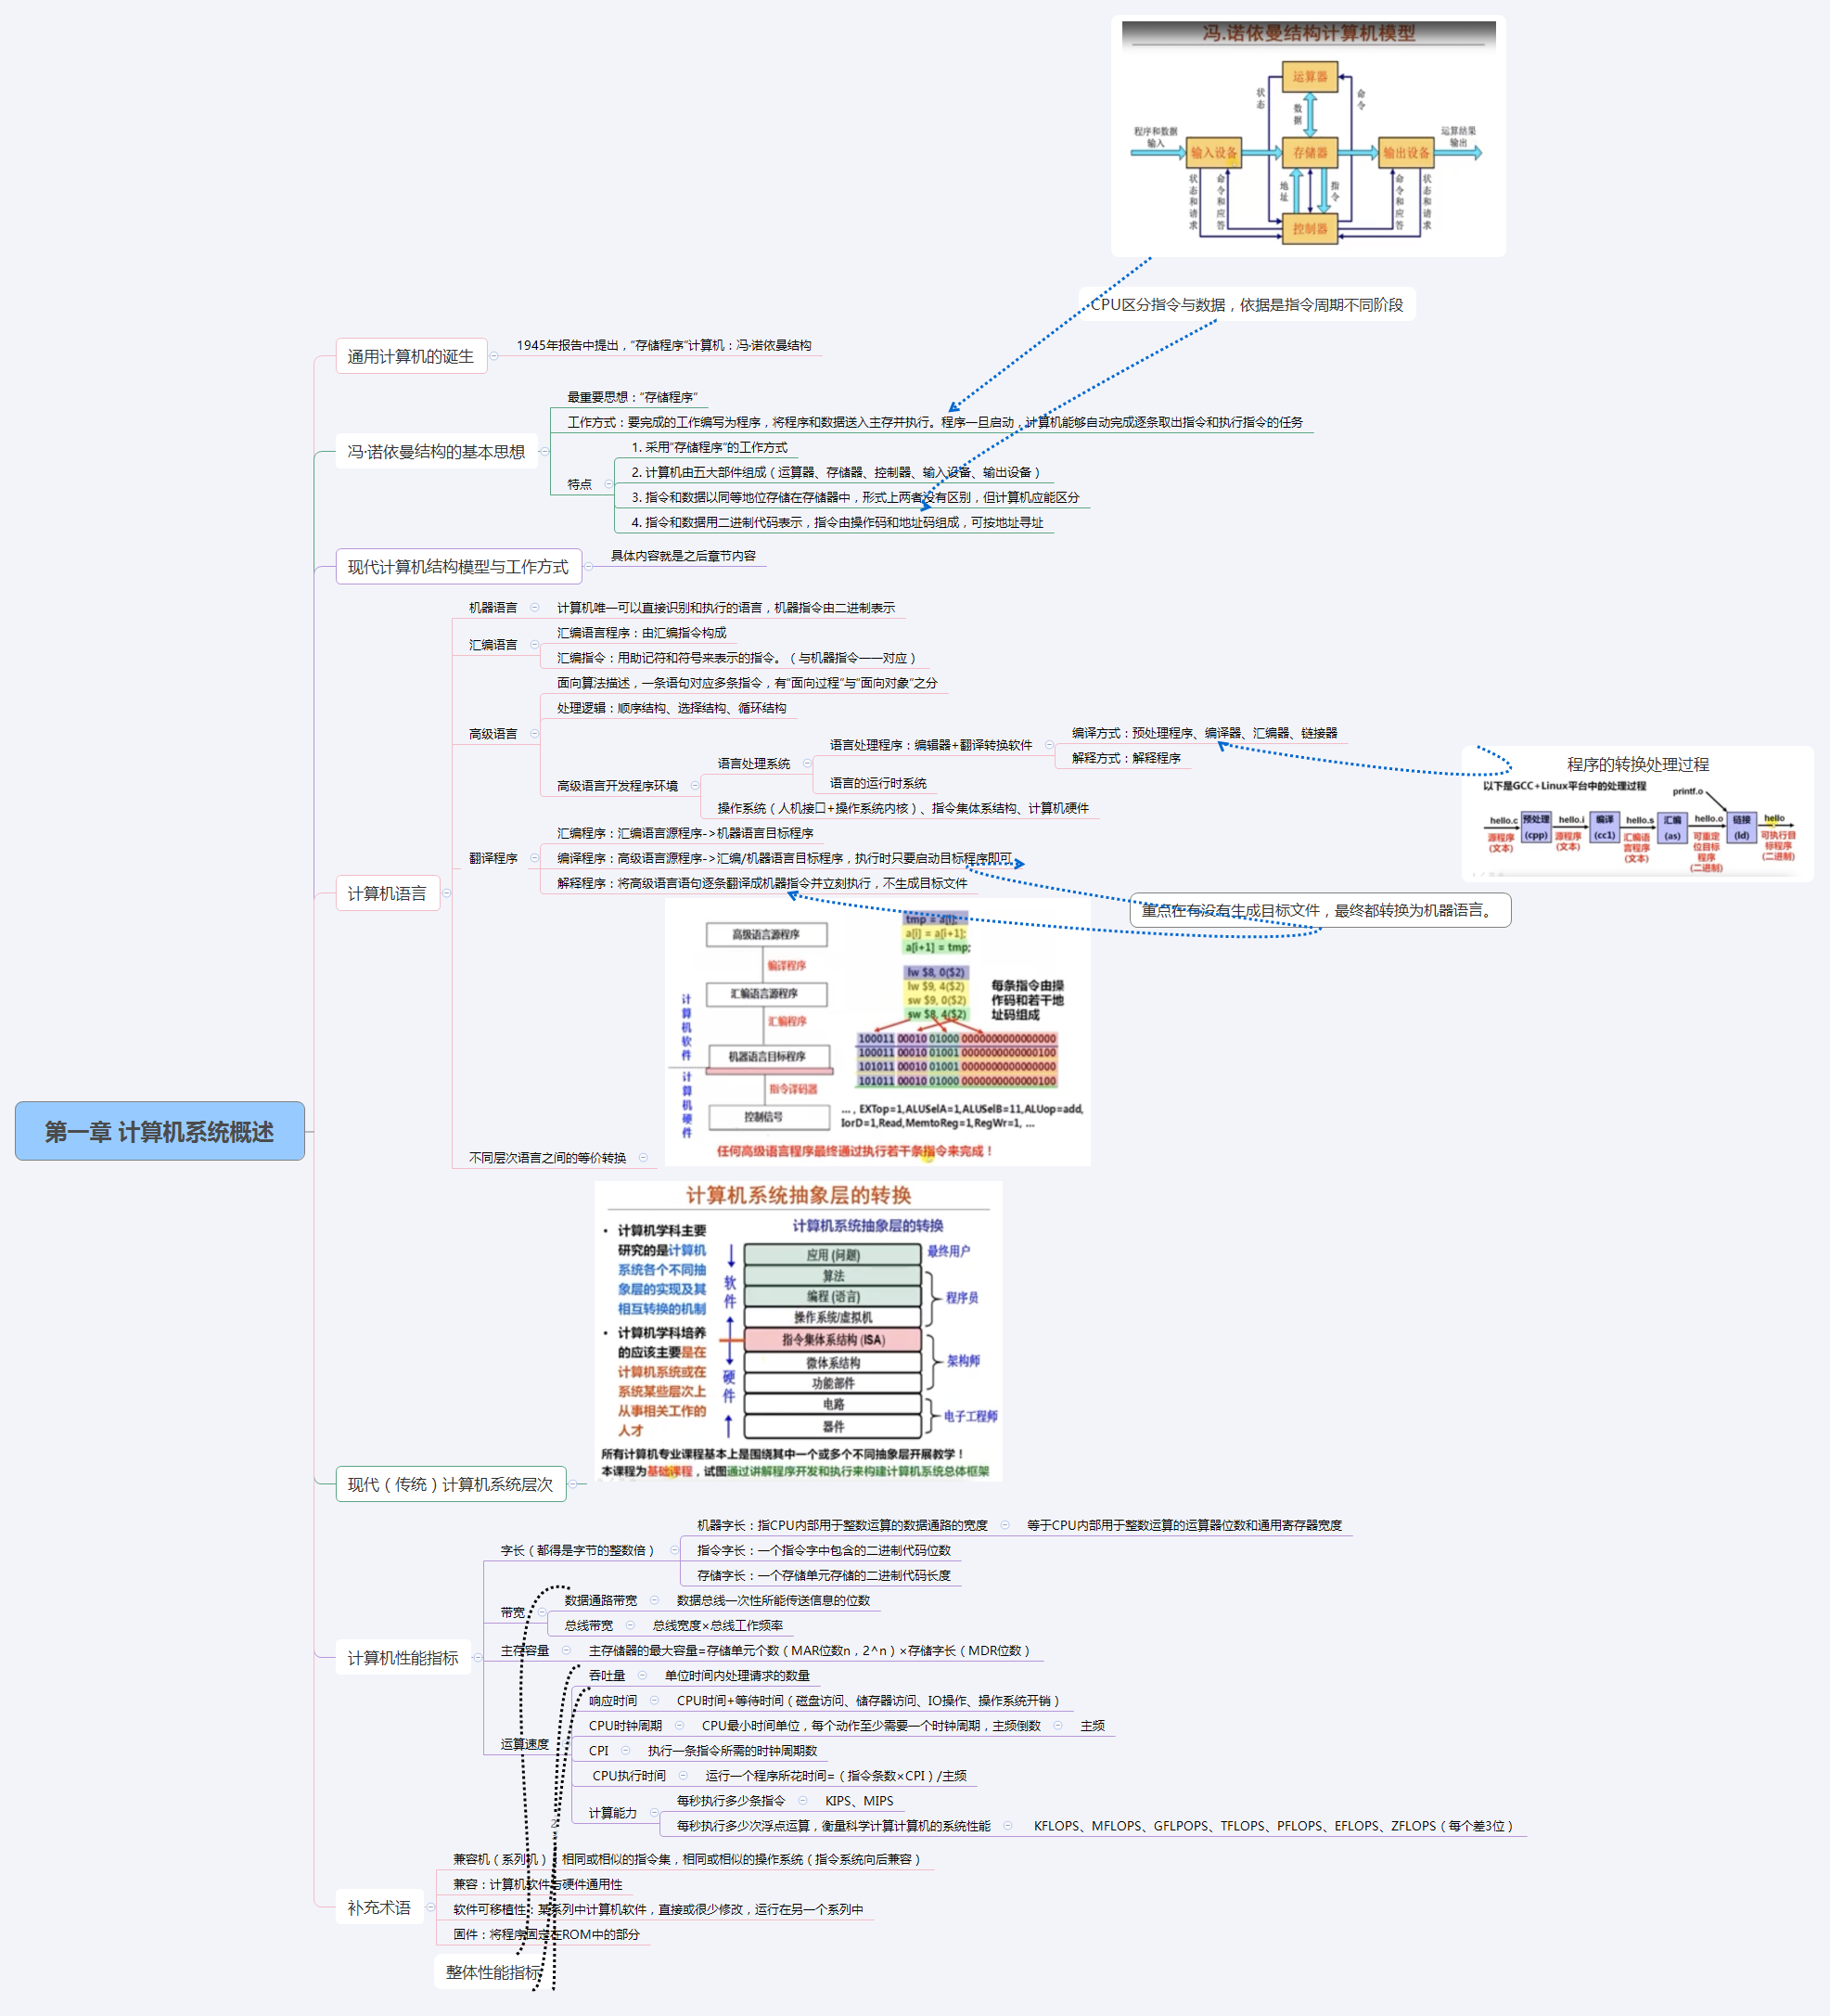 冯.诺依曼结构计算机模型
运算器
状态
命令
数据
程序和数据
输入
运算结果
输出
输入设备
存储器
输出设备
状态和请求
命令和应答
地址
指令
命令和应答
状态和请求
控制器
CPU区分指令与数据，依据是指令周期不同阶段
第一章 计算机系统概述
通用计算机的诞生
1945年报告中提出，“存储程序”计算机：冯·诺依曼结构
冯·诺依曼结构的基本思想
最重要思想：“存储程序”
工作方式：要完成的工作编写为程序，将程序和数据送入主存并执行。程序一旦启动，计算机能够自动完成逐条取出指令和执行指令的任务
特点
1. 采用“存储程序”的工作方式
2. 计算机由五大部件组成（运算器、存储器、控制器、输入设备、输出设备）
3. 指令和数据以同等地位存储在存储器中，形式上两者没有区别，但计算机应能区分
4. 指令和数据用二进制代码表示，指令由操作码和地址码组成，可按地址寻址
现代计算机结构模型与工作方式
具体内容就是之后章节内容
计算机语言
机器语言
计算机唯一可以直接识别和执行的语言，机器指令由二进制表示
汇编语言
汇编语言程序：由汇编指令构成
汇编指令：用助记符和符号来表示的指令。（与机器指令一一对应）
高级语言
面向算法描述，一条语句对应多条指令，有“面向过程”与“面向对象”之分
处理逻辑：顺序结构、选择结构、循环结构
高级语言开发程序环境
语言处理系统
语言处理程序：编辑器+翻译转换软件
编译方式：预处理程序、编译器、汇编器、链接器
解释方式：解释程序
语言的运行时系统
操作系统（人机接口+操作系统内核）、指令集体系结构、计算机硬件
程序的转换处理过程
以下是GCC+Linux平台中的处理过程
printf.o
hello.c
预处理
(cpp)
hello.i
编译
(cc1)
hello.s
汇编
(as)
hello.o
链接
(ld)
hello
源程序
(文本)
源程序
(文本)
汇编语
言程序
(文本)
可重定
位目标
程序
(二进制)
可执行目
标程序
(二进制)
翻译程序
汇编程序：汇编语言源程序->机器语言目标程序
编译程序：高级语言源程序->汇编/机器语言目标程序，执行时只要启动目标程序即可
解释程序：将高级语言语句逐条翻译成机器指令并立刻执行，不生成目标文件
重点在有没有生成目标文件，最终都转换为机器语言。
不同层次语言之间的等价转换
高级语言源程序
编译程序
汇编语言源程序
汇编程序
机器语言目标程序
指令译码器
控制信号
计算机软件
计算机硬件
tmp = a[i];
a[i] = a[i+1];
a[i+1] = tmp;
lw $8, 0($2)
lw $9, 4($2)
sw $9, 0($2)
sw $8, 4($2)
每条指令由操
作码和若干地
址码组成
100011 00010 01000 0000000000000000
100011 00010 01001 0000000000000100
101011 00010 01001 0000000000000000
101011 00010 01000 0000000000000100
... , EXTop=1,ALUSelA=1,ALUSelB=11,ALUop=add,
IorD=1,Read,MemtoReg=1,RegWr=1, ...
任何高级语言程序最终通过执行若干条指令来完成！
现代（传统）计算机系统层次
计算机系统抽象层的转换
• 计算机学科主要
研究的是计算机
系统各个不同抽
象层的实现及其
相互转换的机制
• 计算机学科培养
的应该主要是在
计算机系统或在
系统某些层次上
从事相关工作的
人才
计算机系统抽象层的转换
软件
硬件
应用 (问题)
算法
编程 (语言)
操作系统/虚拟机
指令集体系结构 (ISA)
微体系结构
功能部件
电路
器件
最终用户
程序员
架构师
电子工程师
所有计算机专业课程基本上是围绕其中一个或多个不同抽象层开展教学！
本课程为基础课程，试图通过讲解程序开发和执行来构建计算机系统总体框架
计算机性能指标
字长（都得是字节的整数倍）
机器字长：指CPU内部用于整数运算的数据通路的宽度
等于CPU内部用于整数运算的运算器位数和通用寄存器宽度
指令字长：一个指令字中包含的二进制代码位数
存储字长：一个存储单元存储的二进制代码长度
带宽
数据通路带宽
数据总线一次性所能传送信息的位数
总线带宽
总线宽度×总线工作频率
主存容量
主存储器的最大容量=存储单元个数（MAR位数n，2^n）×存储字长（MDR位数）
运算速度
吞吐量
单位时间内处理请求的数量
响应时间
CPU时间+等待时间（磁盘访问、储存器访问、IO操作、操作系统开销）
CPU时钟周期
CPU最小时间单位，每个动作至少需要一个时钟周期，主频倒数
主频
CPI
执行一条指令所需的时钟周期数
CPU执行时间
运行一个程序所花时间=（指令条数×CPI）/主频
计算能力
每秒执行多少条指令
KIPS、MIPS
每秒执行多少次浮点运算，衡量科学计算计算机的系统性能
KFLOPS、MFLOPS、GFLPOPS、TFLOPS、PFLOPS、EFLOPS、ZFLOPS（每个差3位）
2
补充术语
兼容机（系列机）：相同或相似的指令集，相同或相似的操作系统（指令系统向后兼容）
兼容：计算机软件与硬件通用性
软件可移植性：某系列中计算机软件，直接或很少修改，运行在另一个系列中
固件：将程序固定在ROM中的部分
整体性能指标